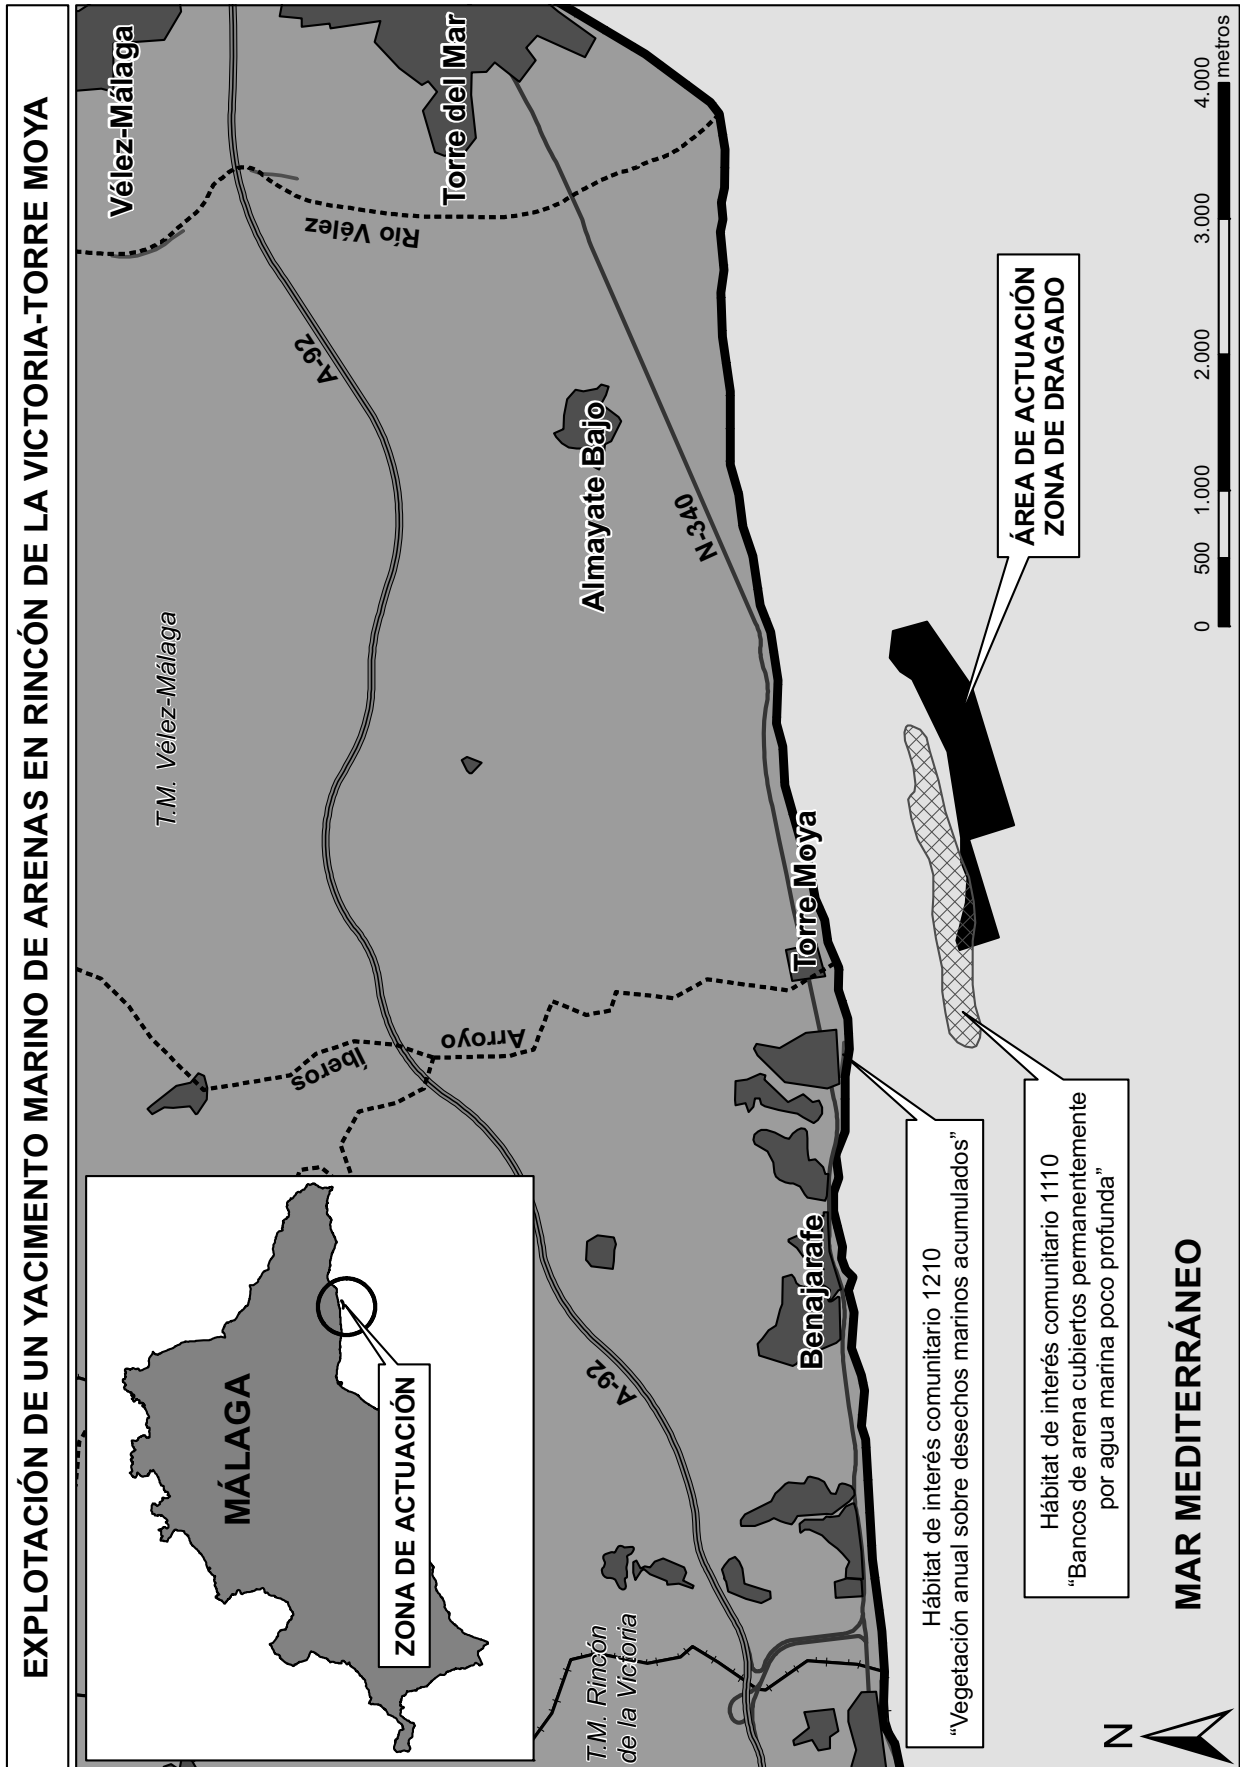 EXPLOTACIÓN DE UN YACIMIENTO MARINO DE ARENAS EN RINCÓN DE LA VICTORIA-TORRE MOYA
MÁLAGA
ZONA DE ACTUACIÓN
T.M. Vélez-Málaga
Vélez-Málaga
A-92
Río Vélez
Torre del Mar
Íberos
Arroyo
Almayate Bajo
A-92
N-340
T.M. Rincón
de la Victoria
Benajarafe
Torre Moya
Hábitat de interés comunitario 1210
“Vegetación anual sobre desechos marinos acumulados”
Hábitat de interés comunitario 1110
“Bancos de arena cubiertos permanentemente
por agua marina poco profunda”
ÁREA DE ACTUACIÓN
ZONA DE DRAGADO
MAR MEDITERRÁNEO
N
0 500 1.000 2.000 3.000 4.000
metros